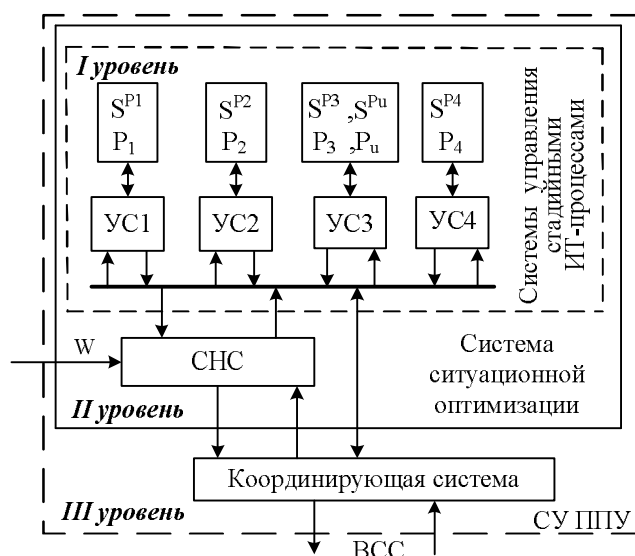 I уровень
S^P1
P₁
S^P2
P₂
S^P3 ,S^Pu
P₃ ,Pᵤ
S^P4
P₄
УС1
УС2
УС3
УС4
Системы управления
стадийными
ИТ-процессами
W
СНС
Система
ситуационной
оптимизации
II уровень
Координирующая система
III уровень
СУ ППУ
ВСС